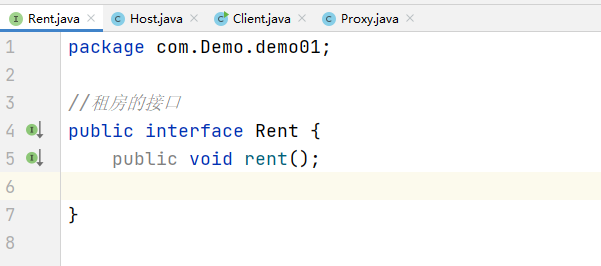 Rent.java Host.java Client.java Proxy.java
1 package com.Demo.demo01;
2
3 //租房的接口
4 public interface Rent {
5 public void rent();
6
7 }
8